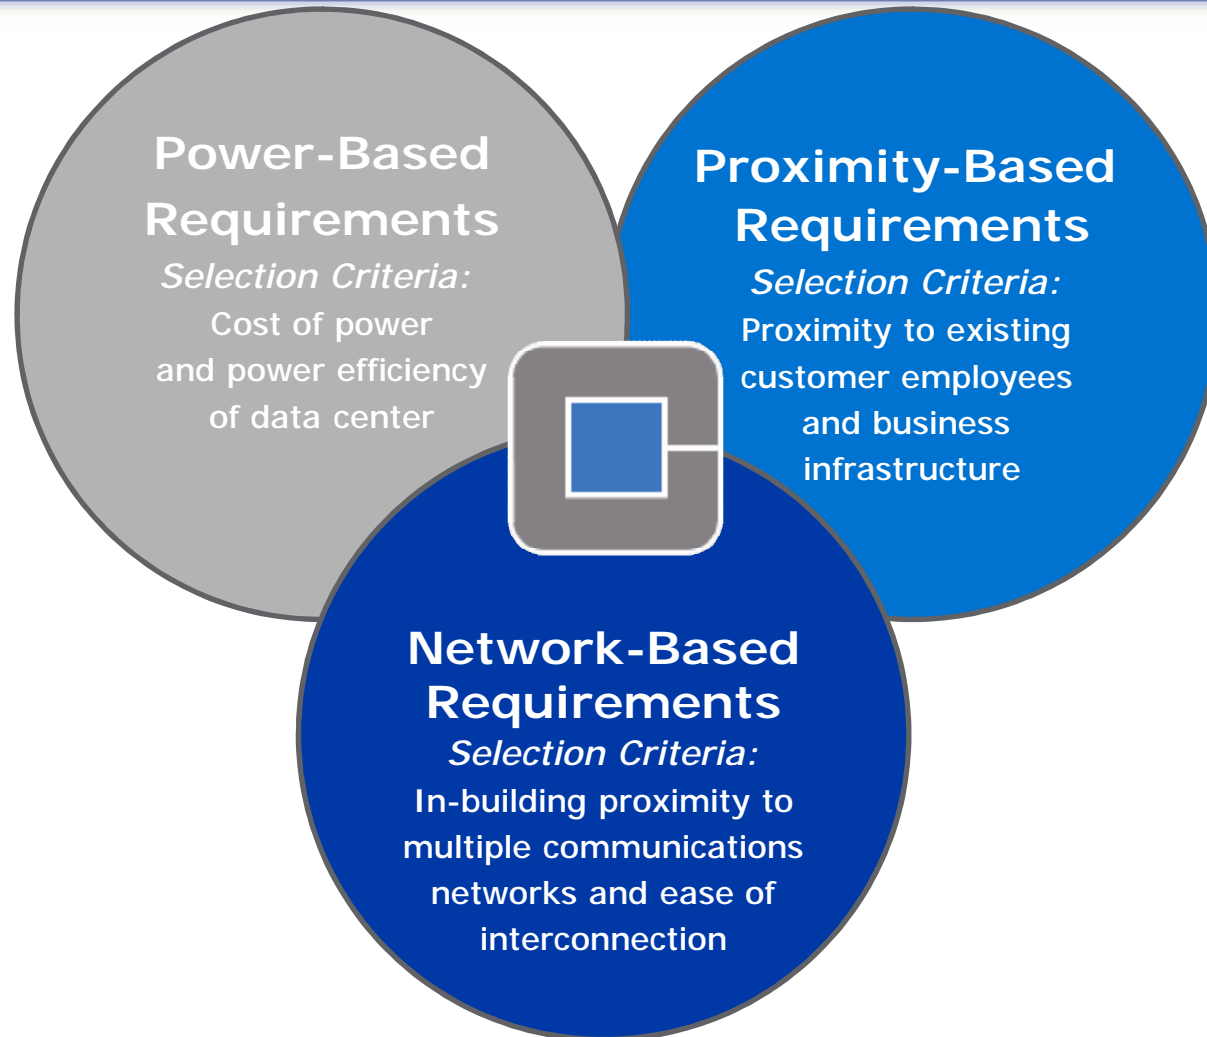 Power-Based
Requirements
Selection Criteria:
Cost of power
and power efficiency
of data center
Proximity-Based
Requirements
Selection Criteria:
Proximity to existing
customer employees
and business
infrastructure
Network-Based
Requirements
Selection Criteria:
In-building proximity to
multiple communications
networks and ease of
interconnection